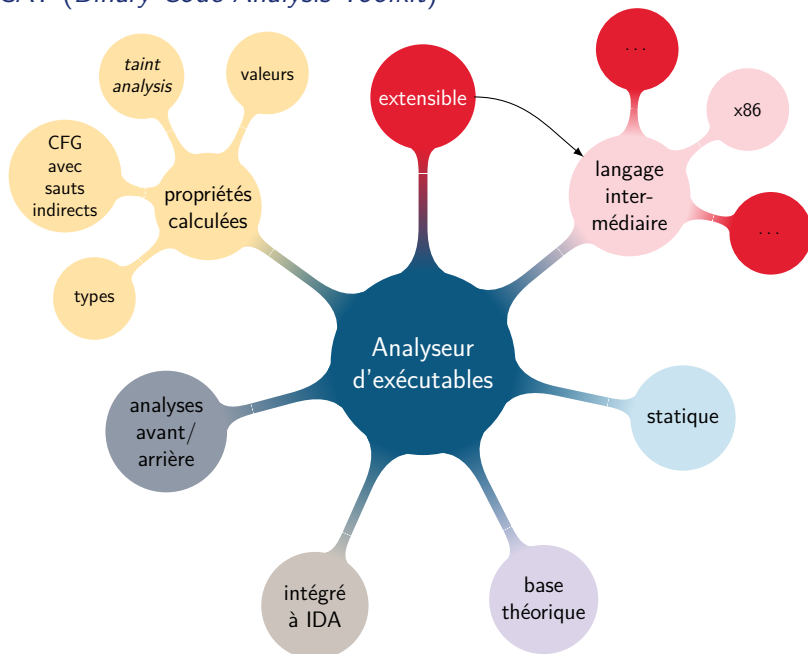 (Binary Code Analysis Toolkit)
taint
analysis
valeurs
extensible
. . .
x86
CFG
avec
sauts
indirects
propriétés
calculées
langage
inter-
médiaire
. . .
types
Analyseur
d'exécutables
analyses
avant/
arrière
statique
intégré
à IDA
base
théorique